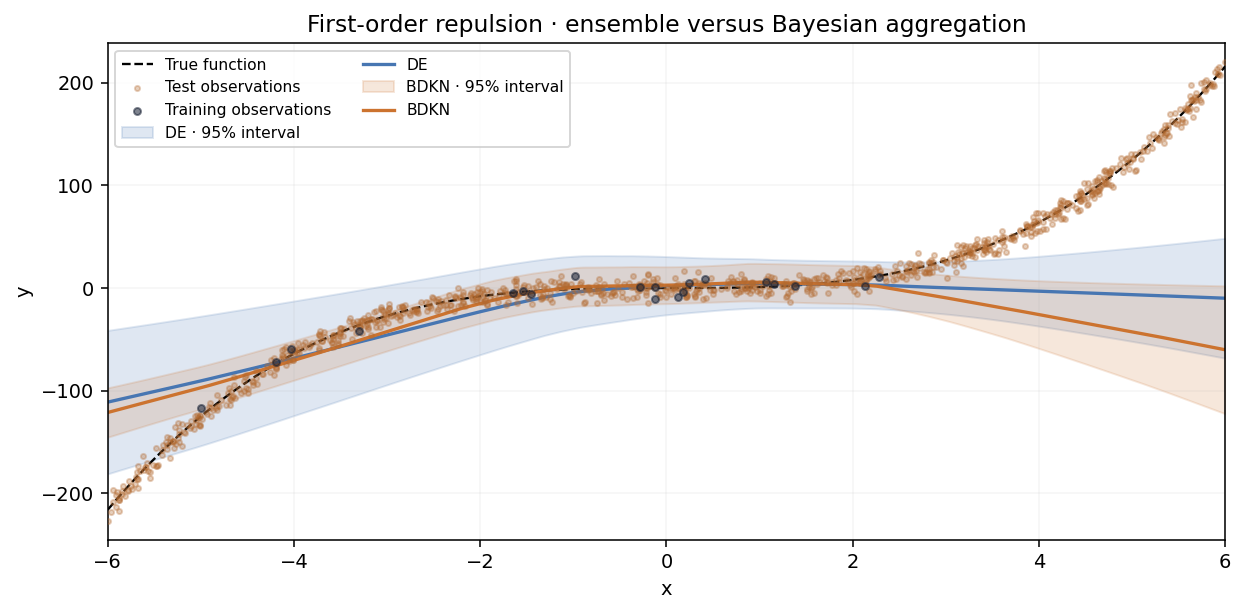 First-order repulsion · ensemble versus Bayesian aggregation
True function
Test observations
Training observations
DE · 95% interval
DE
BDKN · 95% interval
BDKN
200
100
0
−100
−200
y
−6
−4
−2
0
2
4
6
x